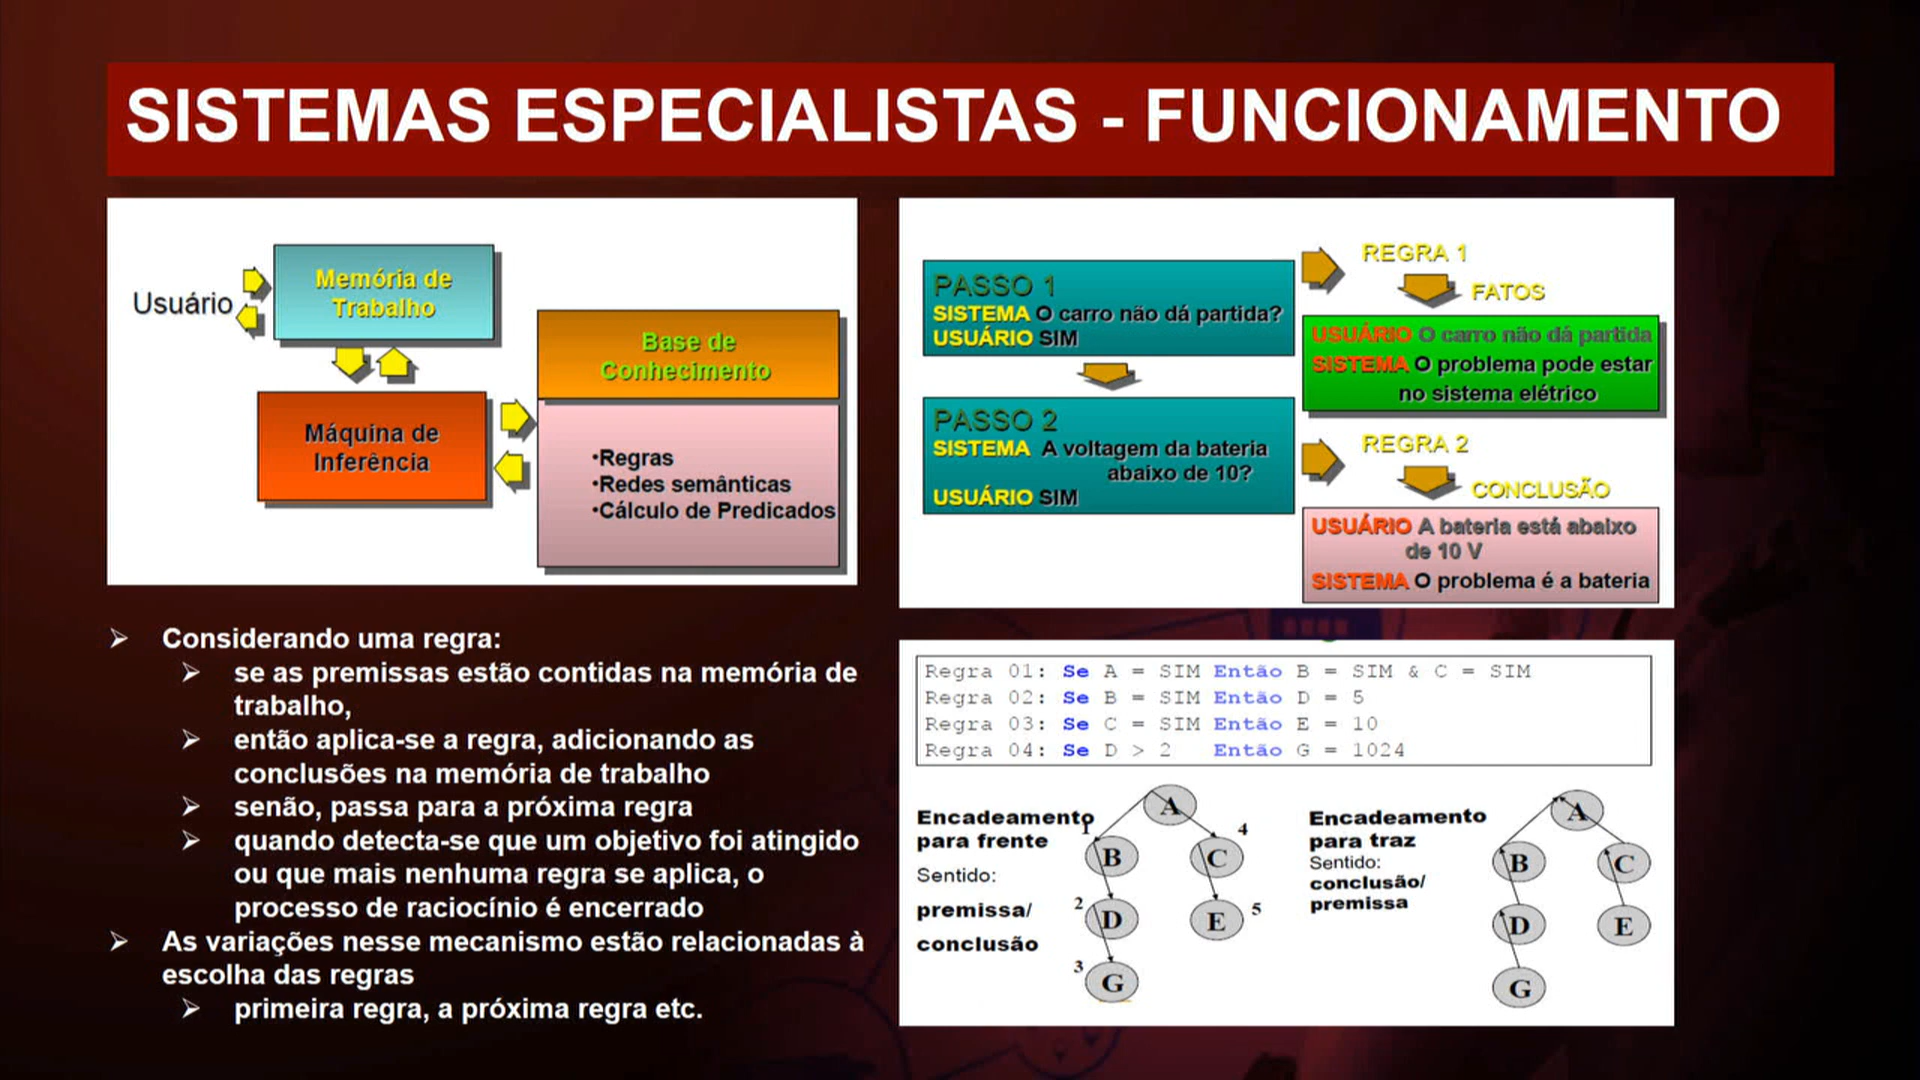 SISTEMAS ESPECIALISTAS - FUNCIONAMENTO
Usuário
Memória de
Trabalho
Base de
Conhecimento
Máquina de
Inferência
•Regras
•Redes semânticas
•Cálculo de Predicados
PASSO 1
SISTEMA O carro não dá partida?
USUÁRIO SIM
PASSO 2
SISTEMA A voltagem da bateria
abaixo de 10?
USUÁRIO SIM
REGRA 1
FATOS
USUÁRIO O carro não dá partida
SISTEMA O problema pode estar
no sistema elétrico
REGRA 2
CONCLUSÃO
USUÁRIO A bateria está abaixo
de 10 V
SISTEMA O problema é a bateria
Considerando uma regra:
se as premissas estão contidas na memória de
trabalho,
então aplica-se a regra, adicionando as
conclusões na memória de trabalho
senão, passa para a próxima regra
quando detecta-se que um objetivo foi atingido
ou que mais nenhuma regra se aplica, o
processo de raciocínio é encerrado
As variações nesse mecanismo estão relacionadas à
escolha das regras
primeira regra, a próxima regra etc.
Regra 01: Se A = SIM Então B = SIM & C = SIM
Regra 02: Se B = SIM Então D = 5
Regra 03: Se C = SIM Então E = 10
Regra 04: Se D > 2 Então G = 1024
Encadeamento
para frente
Sentido:
premissa/
conclusão
A
1
4
B
C
2
D
E
5
3
G
Encadeamento
para traz
Sentido:
conclusão/
premissa
A
B
C
D
E
G